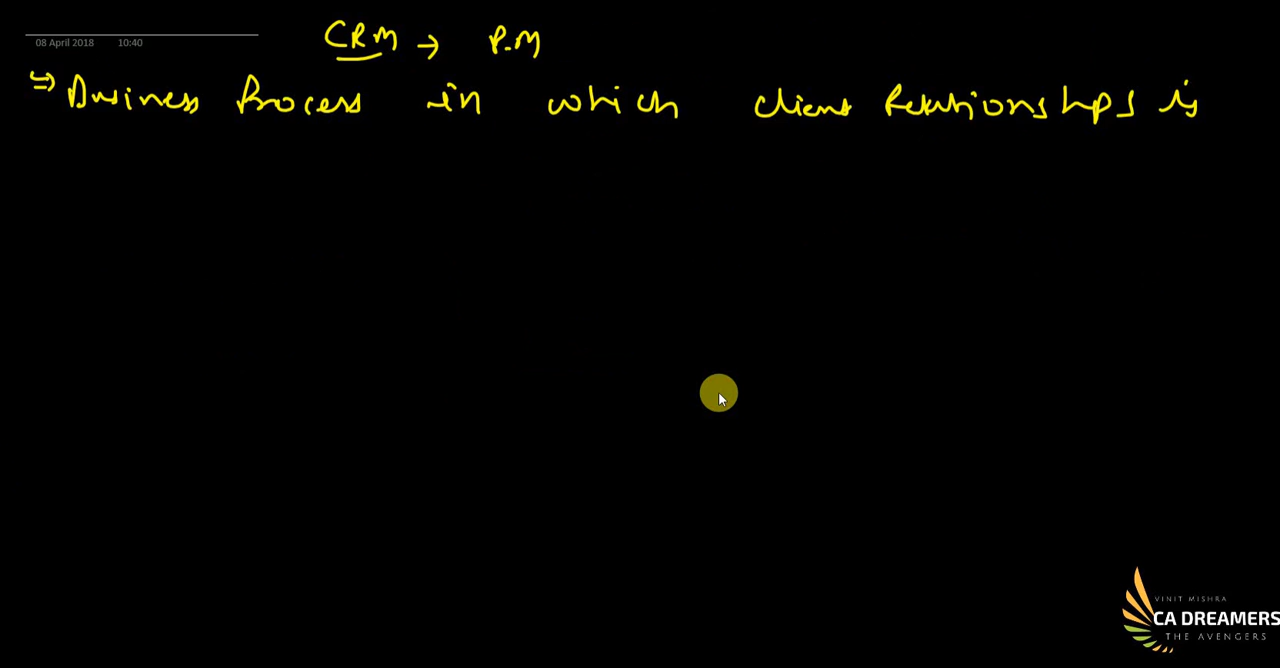 CRM → P.M
08 April 2018 10:40
↪ Business Process in which client Relationships is
VINIT MISHRA
CA DREAMERS
THE AVENGERS